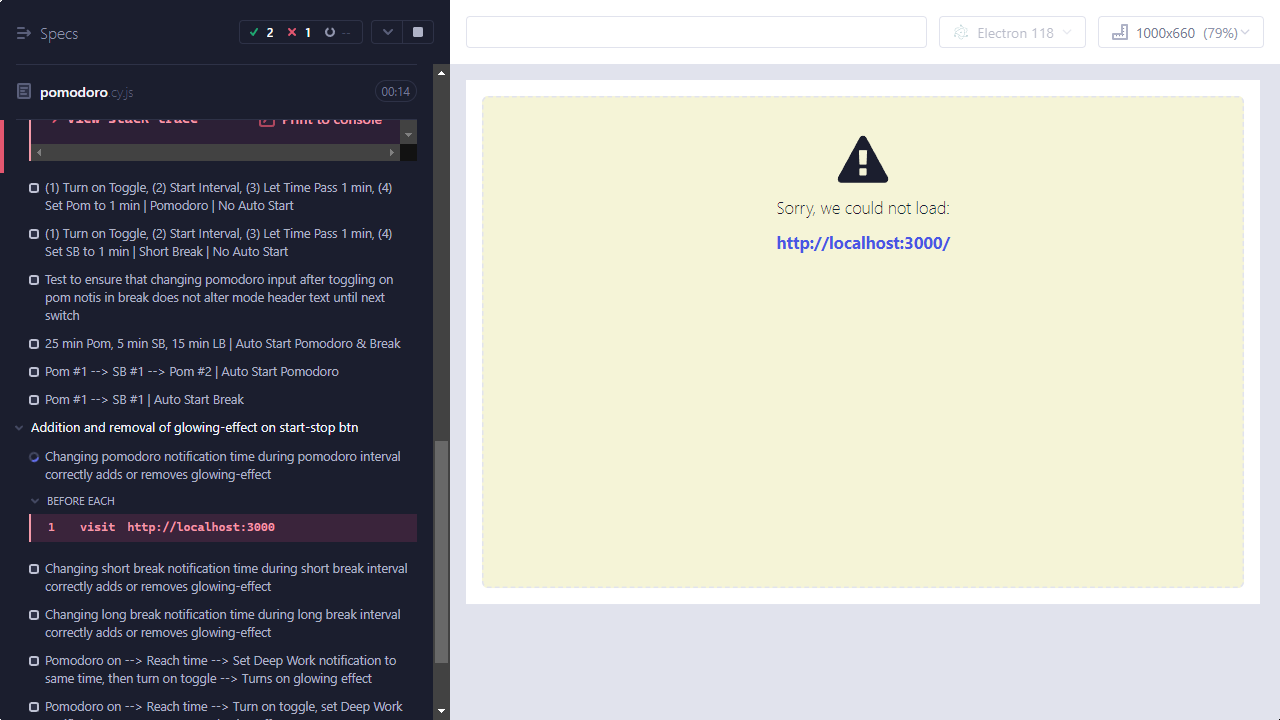 Specs
2
1
--
Electron 118
1000x660 (79%)
pomodoro.cy.js
00:14
View stack trace
Print to console
(1) Turn on Toggle, (2) Start Interval, (3) Let Time Pass 1 min, (4)
Set Pom to 1 min | Pomodoro | No Auto Start
(1) Turn on Toggle, (2) Start Interval, (3) Let Time Pass 1 min, (4)
Set SB to 1 min | Short Break | No Auto Start
Test to ensure that changing pomodoro input after toggling on
pom notis in break does not alter mode header text until next
switch
25 min Pom, 5 min SB, 15 min LB | Auto Start Pomodoro & Break
Pom #1 --> SB #1 --> Pom #2 | Auto Start Pomodoro
Pom #1 --> SB #1 | Auto Start Break
Addition and removal of glowing-effect on start-stop btn
Changing pomodoro notification time during pomodoro interval
correctly adds or removes glowing-effect
BEFORE EACH
1 visit http://localhost:3000
Changing short break notification time during short break interval
correctly adds or removes glowing-effect
Changing long break notification time during long break interval
correctly adds or removes glowing-effect
Pomodoro on --> Reach time --> Set Deep Work notification to
same time, then turn on toggle --> Turns on glowing effect
Pomodoro on --> Reach time --> Turn on toggle, set Deep Work
Sorry, we could not load:
http://localhost:3000/